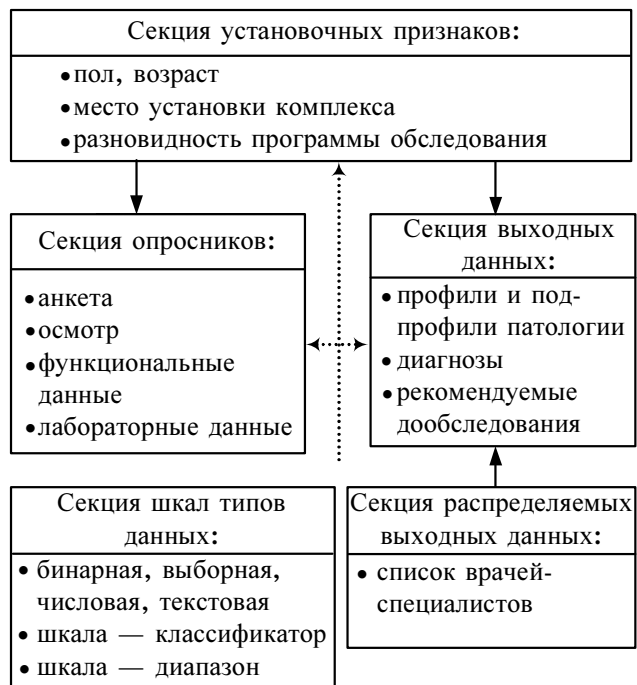 Секция установочных признаков:
•пол, возраст
•место установки комплекса
•разновидность программы обследования
Секция опросников:
•анкета
•осмотр
•функциональные
данные
•лабораторные данные
Секция выходных
данных:
• профили и под-
профили патологии
• диагнозы
• рекомендуемые
дообследования
Секция шкал типов
данных:
• бинарная, выборная,
числовая, текстовая
• шкала — классификатор
• шкала — диапазон
Секция распределяемых
выходных данных:
• список врачей-
специалистов